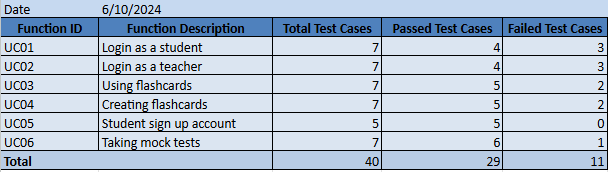 Date 6/10/2024
Function ID Function Description Total Test Cases Passed Test Cases Failed Test Cases
UC01 Login as a student 7 4 3
UC02 Login as a teacher 7 4 3
UC03 Using flashcards 7 5 2
UC04 Creating flashcards 7 5 2
UC05 Student sign up account 5 5 0
UC06 Taking mock tests 7 6 1
Total 40 29 11